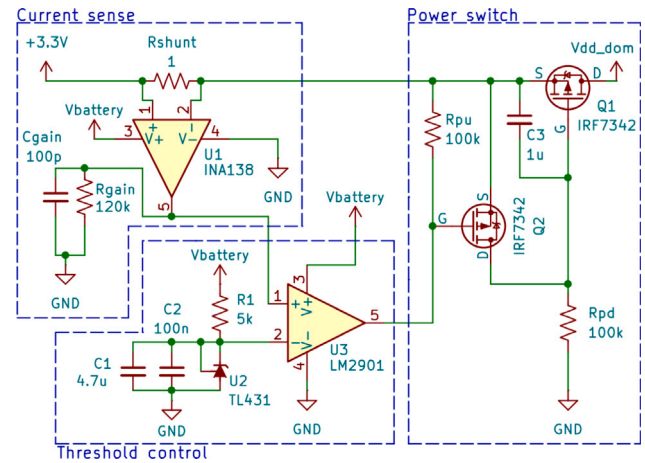 Current sense
+3.3V
Rshunt
1
1
2
Vbattery
3
+
-
V+
V-
4
U1
INA138
5
GND
Cgain
100p
Rgain
120k
GND
Vbattery
Vbattery
R1
5k
C2
100n
C1
4.7u
U2
TL431
GND
1
2
3
+
V+
-
V-
4
5
U3
LM2901
GND
Threshold control
Power switch
Vdd_dom
S
D
G
Q1
IRF7342
Rpu
100k
C3
1u
G
S
D
IRF7342
Q2
Rpd
100k
GND